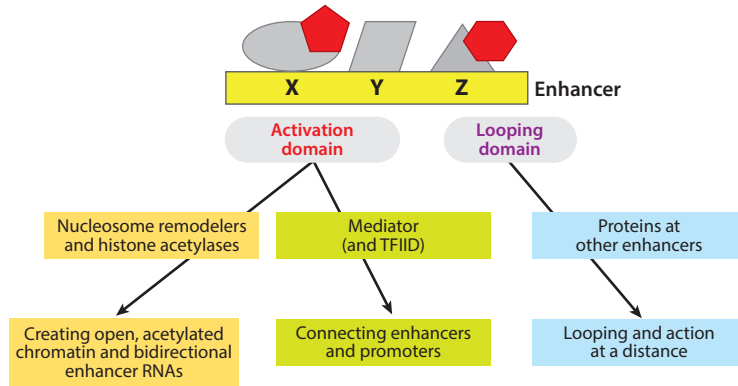 X Y Z
Enhancer
Activation
domain
Looping
domain
Nucleosome remodelers
and histone acetylases
Mediator
(and TFIID)
Proteins at
other enhancers
Creating open, acetylated
chromatin and bidirectional
enhancer RNAs
Connecting enhancers
and promoters
Looping and action
at a distance